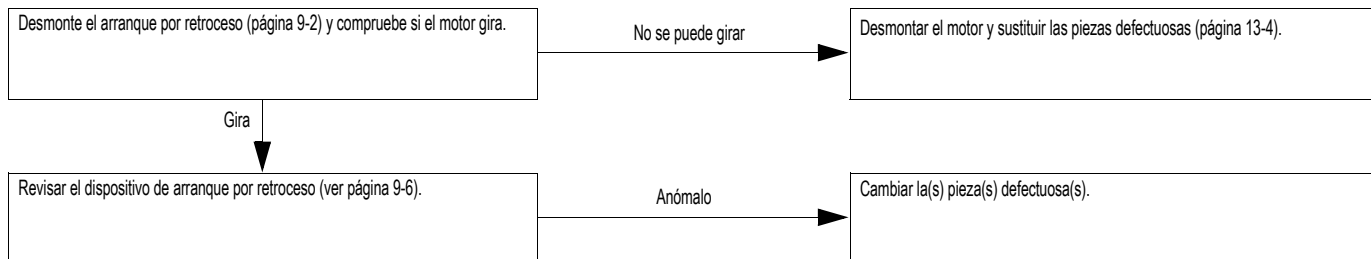 Desmonte el arranque por retroceso (página 9-2) y compruebe si el motor gira.
No se puede girar
Desmontar el motor y sustituir las piezas defectuosas (página 13-4).
Gira
Revisar el dispositivo de arranque por retroceso (ver página 9-6).
Anómalo
Cambiar la(s) pieza(s) defectuosa(s).